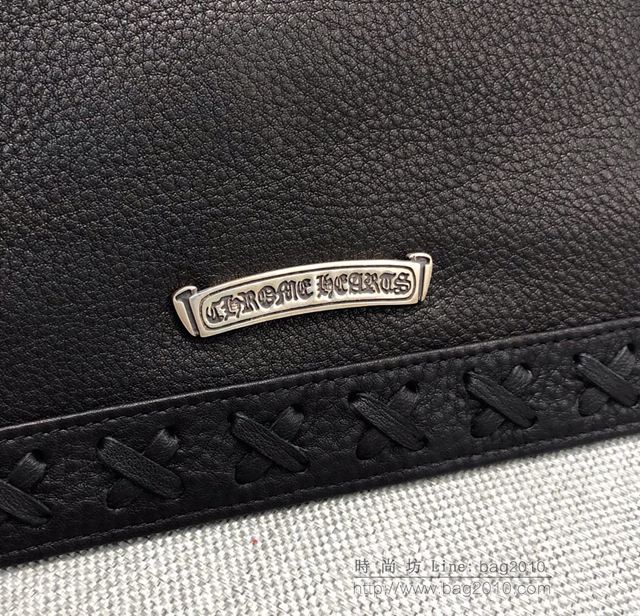 CHROME HEARTS
時尚坊 Line: bag2010
http://www.bag2010.com